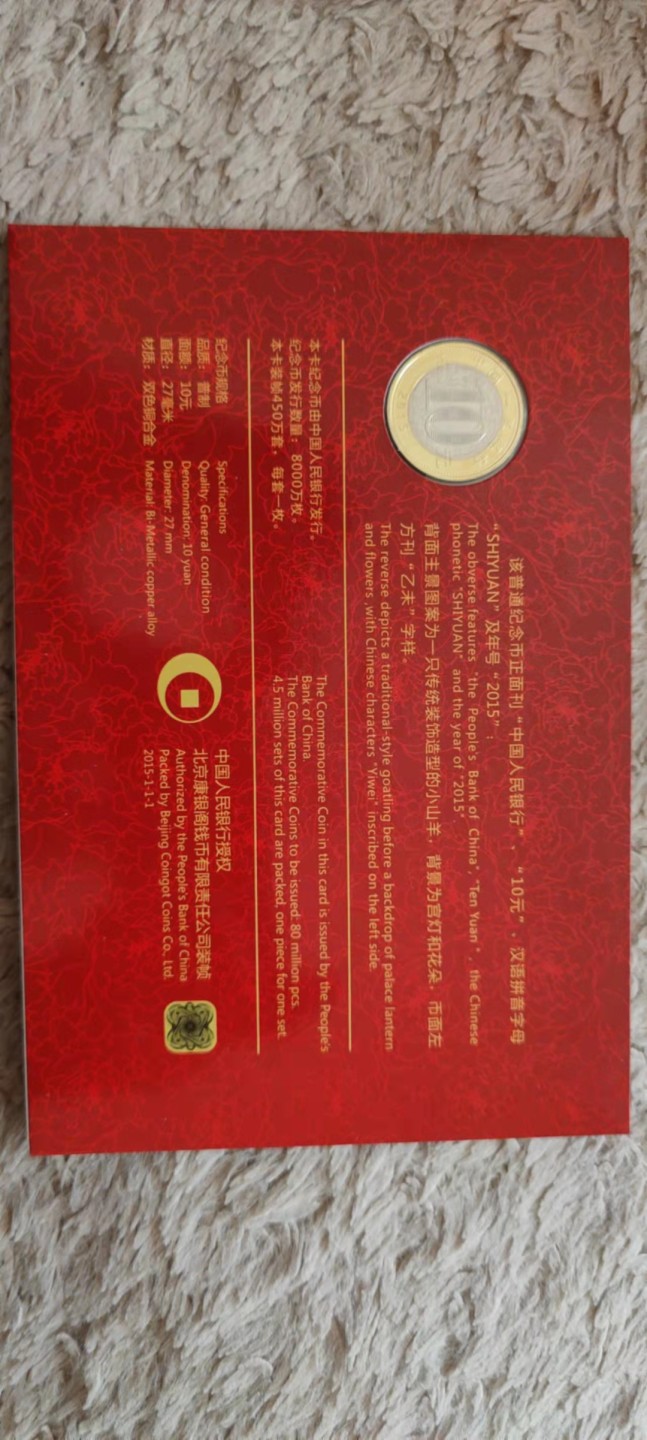 10
2015
该普通纪念币正面刊“中国人民银行”、“10元”、汉语拼音字母
“SHIYUAN”及年号“2015”；
The obverse features "the People's Bank of China", "Ten Yuan", the Chinese
phonetic "SHIYUAN" and the year of "2015"
背面主景图案为一只传统装饰造型的小山羊，背景为宫灯和花朵，币面左
方刊“乙未”字样。
The reverse depicts a traditional-style goatling before a backdrop of palace lantern
and flowers ,with Chinese characters "Yiwei" inscribed on the left side.
本卡纪念币由中国人民银行发行。
纪念币发行数量：8000万枚。
本卡装帧450万套，每套一枚。
The Commemorative Coin in this card is issued by the People's
Bank of China.
The Commemorative Coins to be issued: 80 million pcs.
4.5 million sets of this card are packed, one piece for one set.
纪念币规格
品质：普制
面额：10元
直径：27毫米
材质：双色铜合金
Specifications
Quality: General condition
Denomination: 10 yuan
Diameter: 27 mm
Material: Bi-Metallic copper alloy
中国人民银行授权
北京康银阁钱币有限责任公司装帧
Authorized by the People's Bank of China
Packed by Beijing Coingot Coins Co., Ltd.
2015-1-1